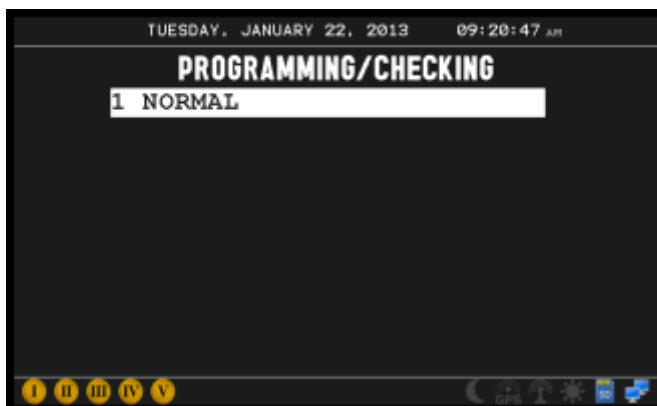 TUESDAY, JANUARY 22, 2013 09:20:47 AM
PROGRAMMING/CHECKING
1 NORMAL
I II III IV V GPS SD